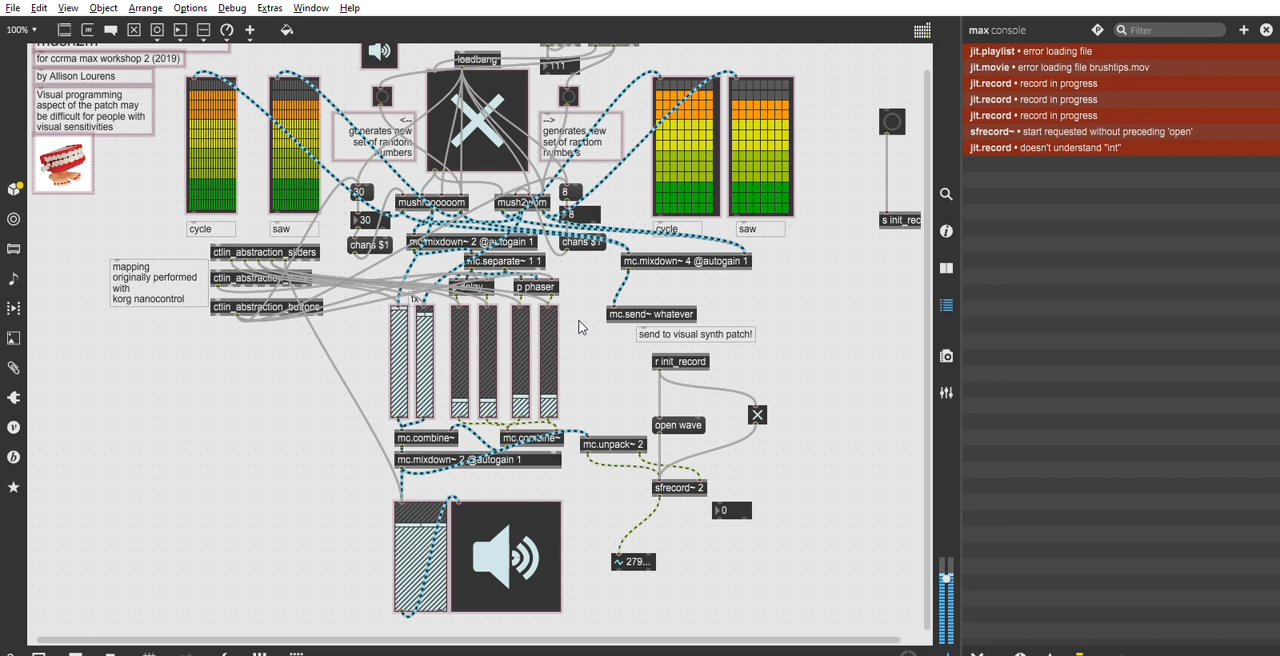 File Edit View Object Arrange Options Debug Extras Window Help
100%
max console
Filter
jit.playlist • error loading file
jit.movie • error loading file brushtips.mov
jit.record • record in progress
jit.record • record in progress
jit.record • record in progress
sfrecord~ • start requested without preceding 'open'
jit.record • doesn't understand "int"
for ccrma max workshop 2 (2019)
by Allison Lourens
Visual programming
aspect of the patch may
be difficult for people with
visual sensitivities
loadbang
111
<--
generates new
set of random
numbers
-->
generates new
set of random
numbers
30
8
mushroooooom
30
8
cycle
saw
cycle
saw
s init_rec
chans $1
mc.mixdown~ 2 @autogain 1
chans $1
ctlin_abstraction_sliders
mc.separate~ 1 1
mc.mixdown~ 4 @autogain 1
mapping
originally performed
with
korg nanocontrol
p phaser
ctlin_abstraction_buttons
mc.send~ whatever
send to visual synth patch!
r init_record
open wave
mc.combine~
mc.combine~
mc.unpack~ 2
mc.mixdown~ 2 @autogain 1
sfrecord~ 2
0
279...